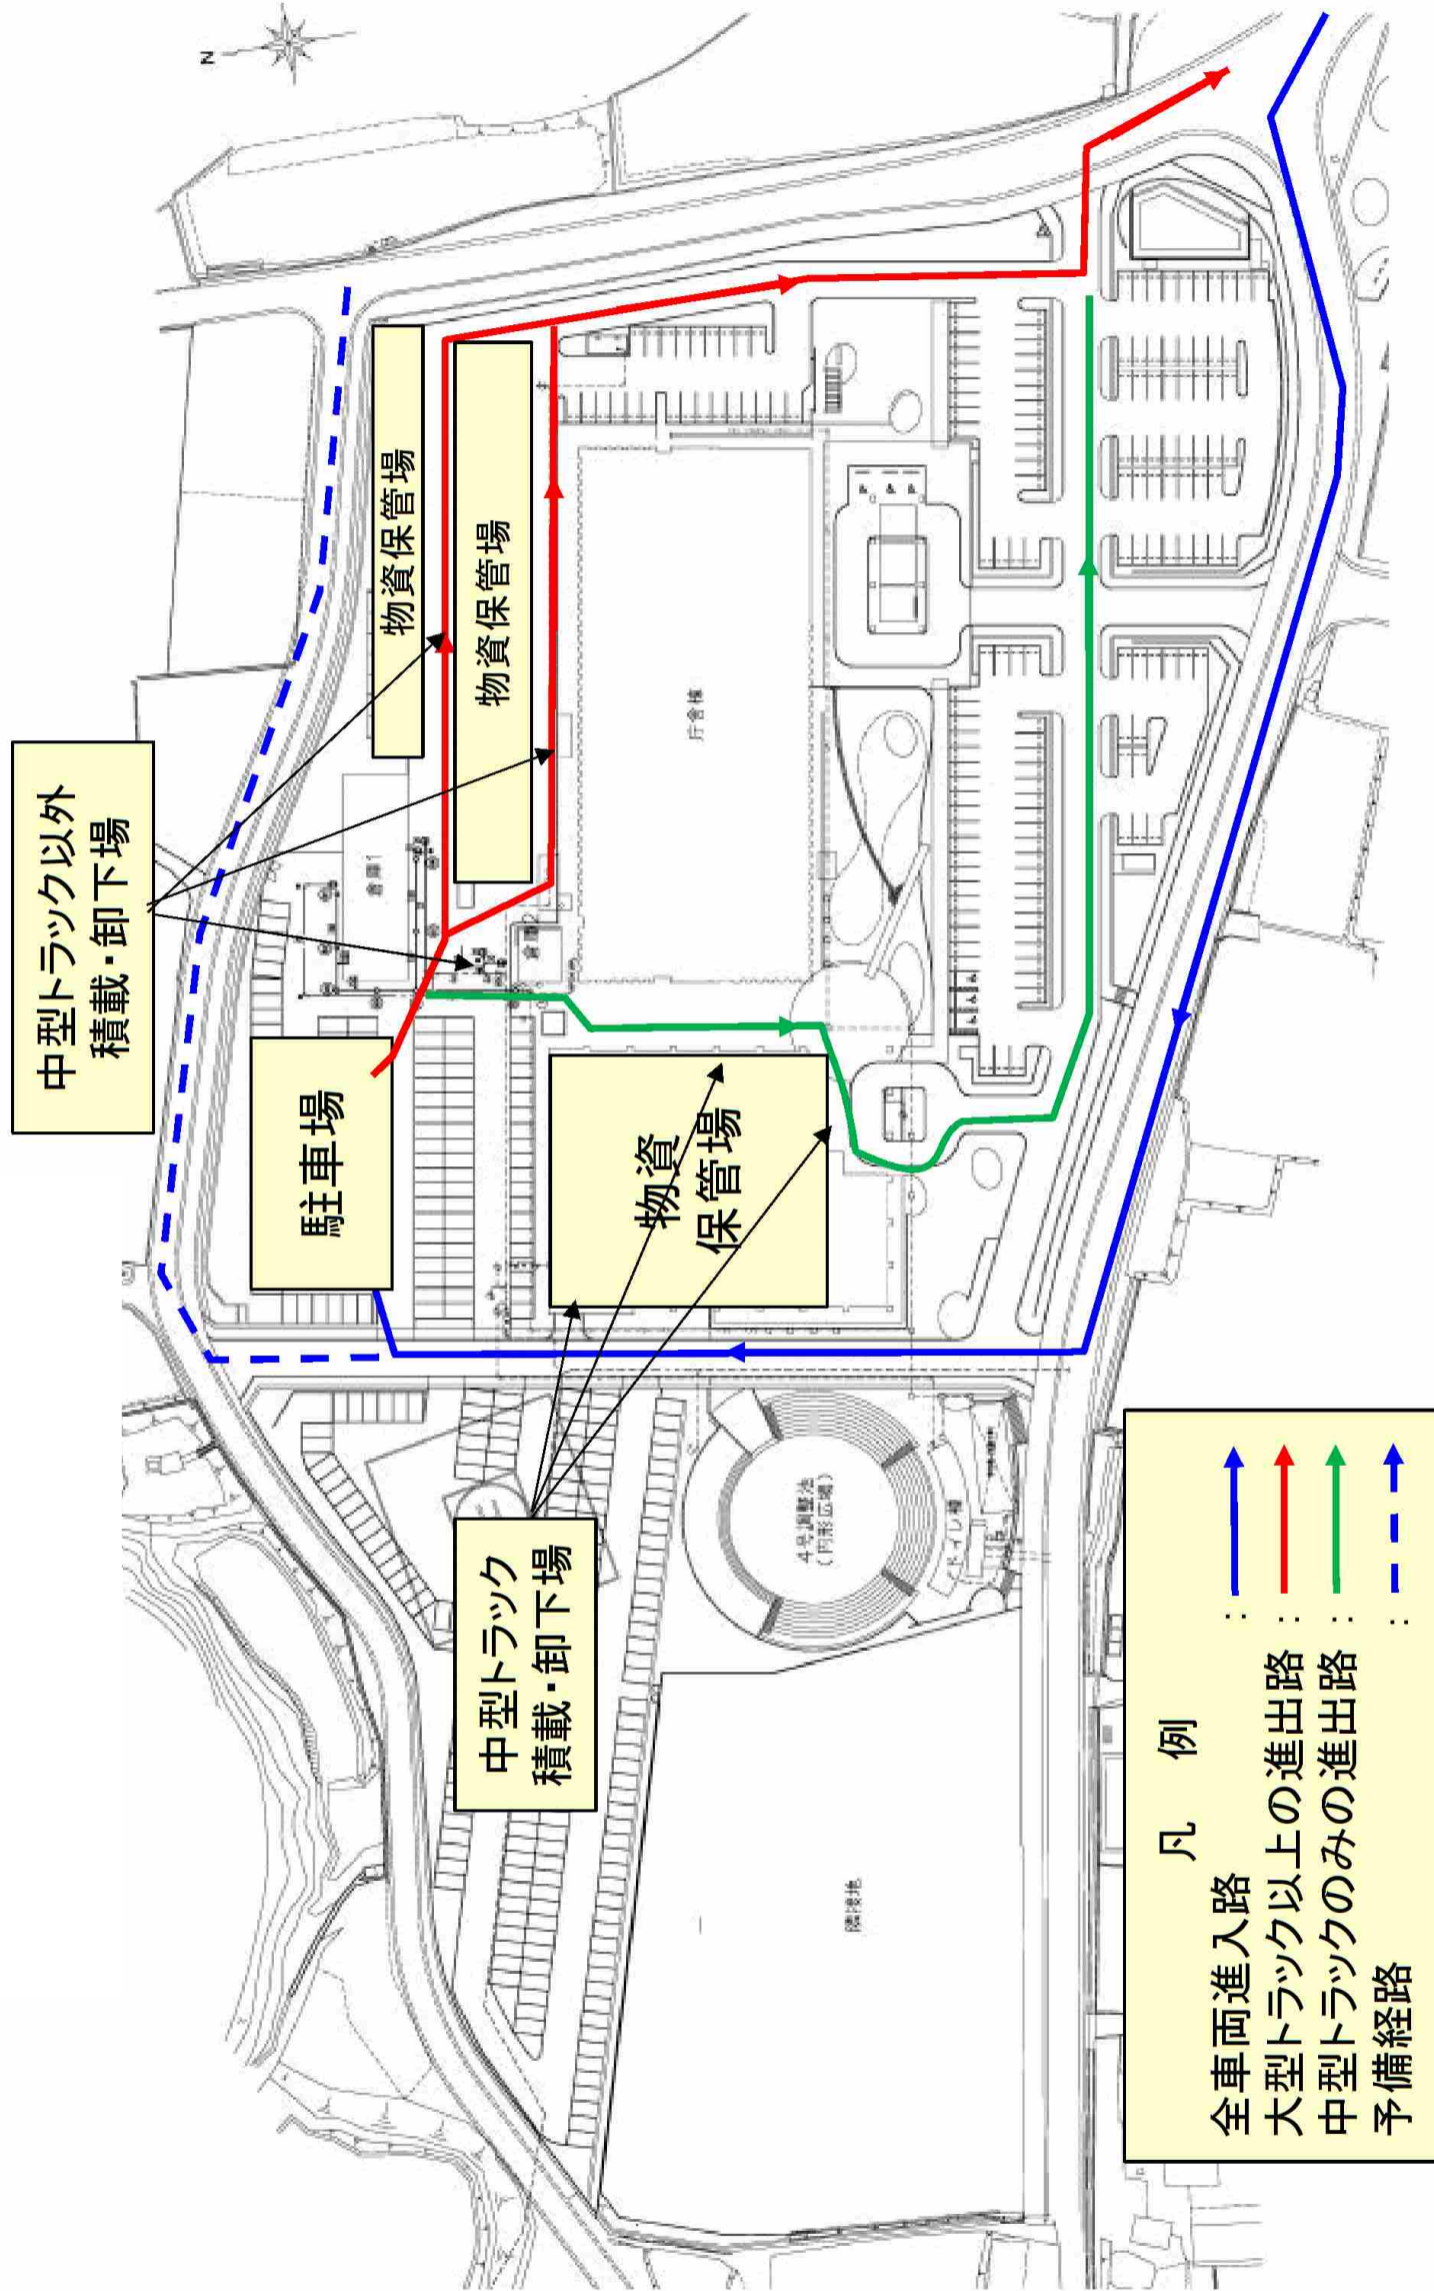 N
中型トラック以外
積載・卸下場
物資保管場
物資保管場
駐車場
倉庫1
庁舎棟
物資
保管場
中型トラック
積載・卸下場
4号調整池
(円形広場)
トイレ棟
隣接地
凡 例
全車両進入路 :
大型トラック以上の進出路 :
中型トラックのみの進出路 :
予備経路 :